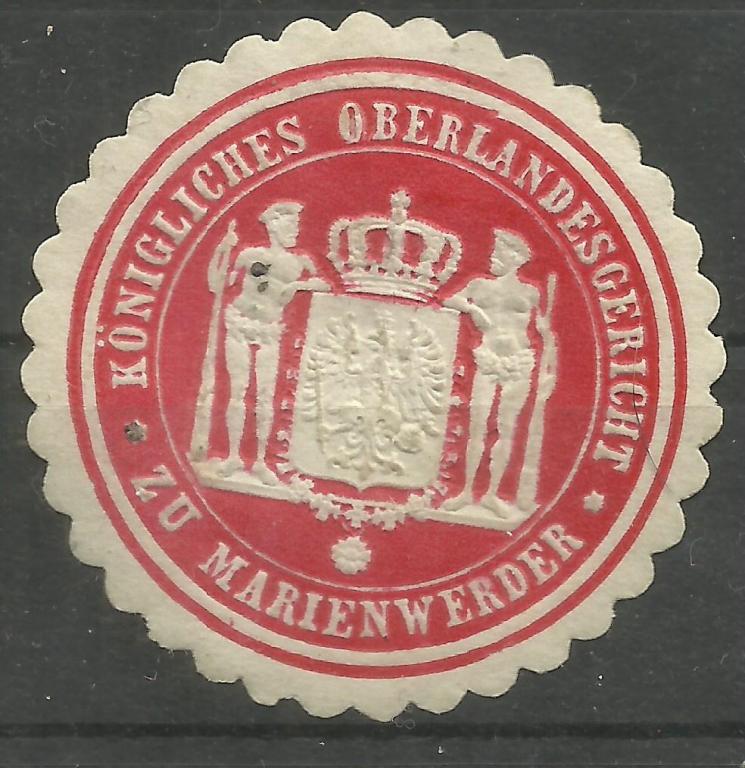 KÖNIGLICHES OBERLANDESGERICHT
* ZU MARIENWERDER *